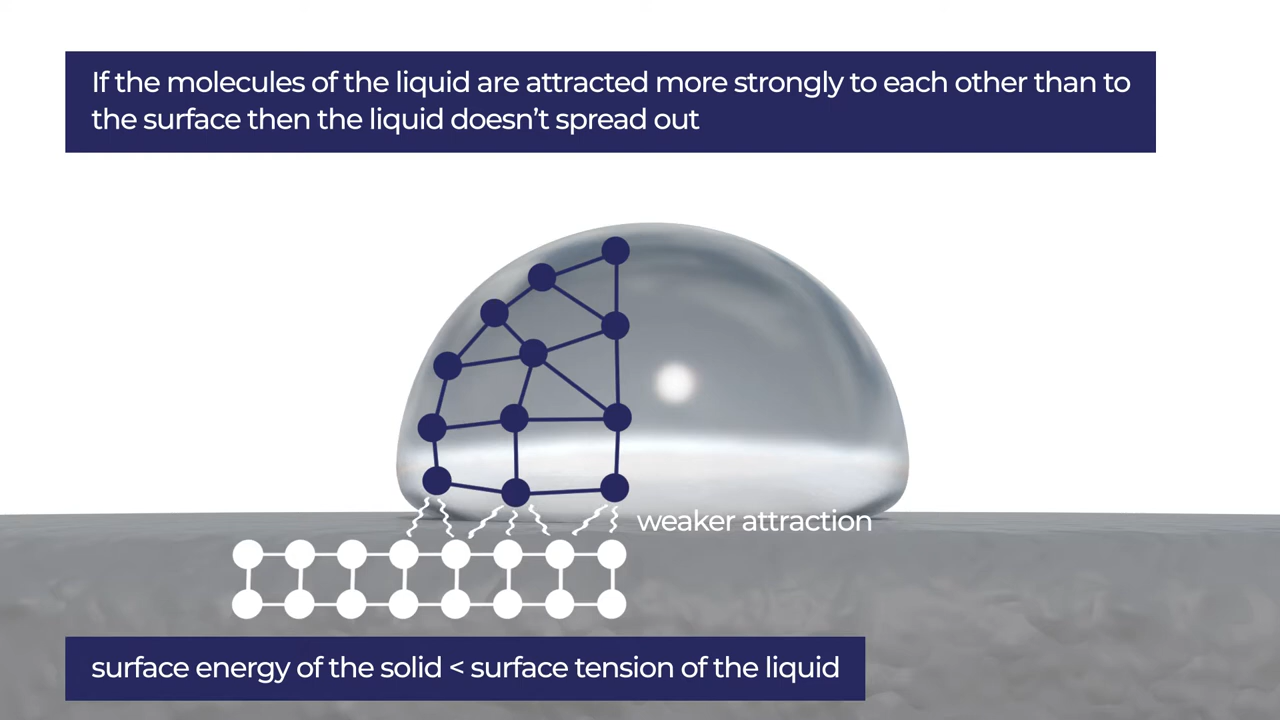 If the molecules of the liquid are attracted more strongly to each other than to
the surface then the liquid doesn’t spread out
weaker attraction
surface energy of the solid < surface tension of the liquid